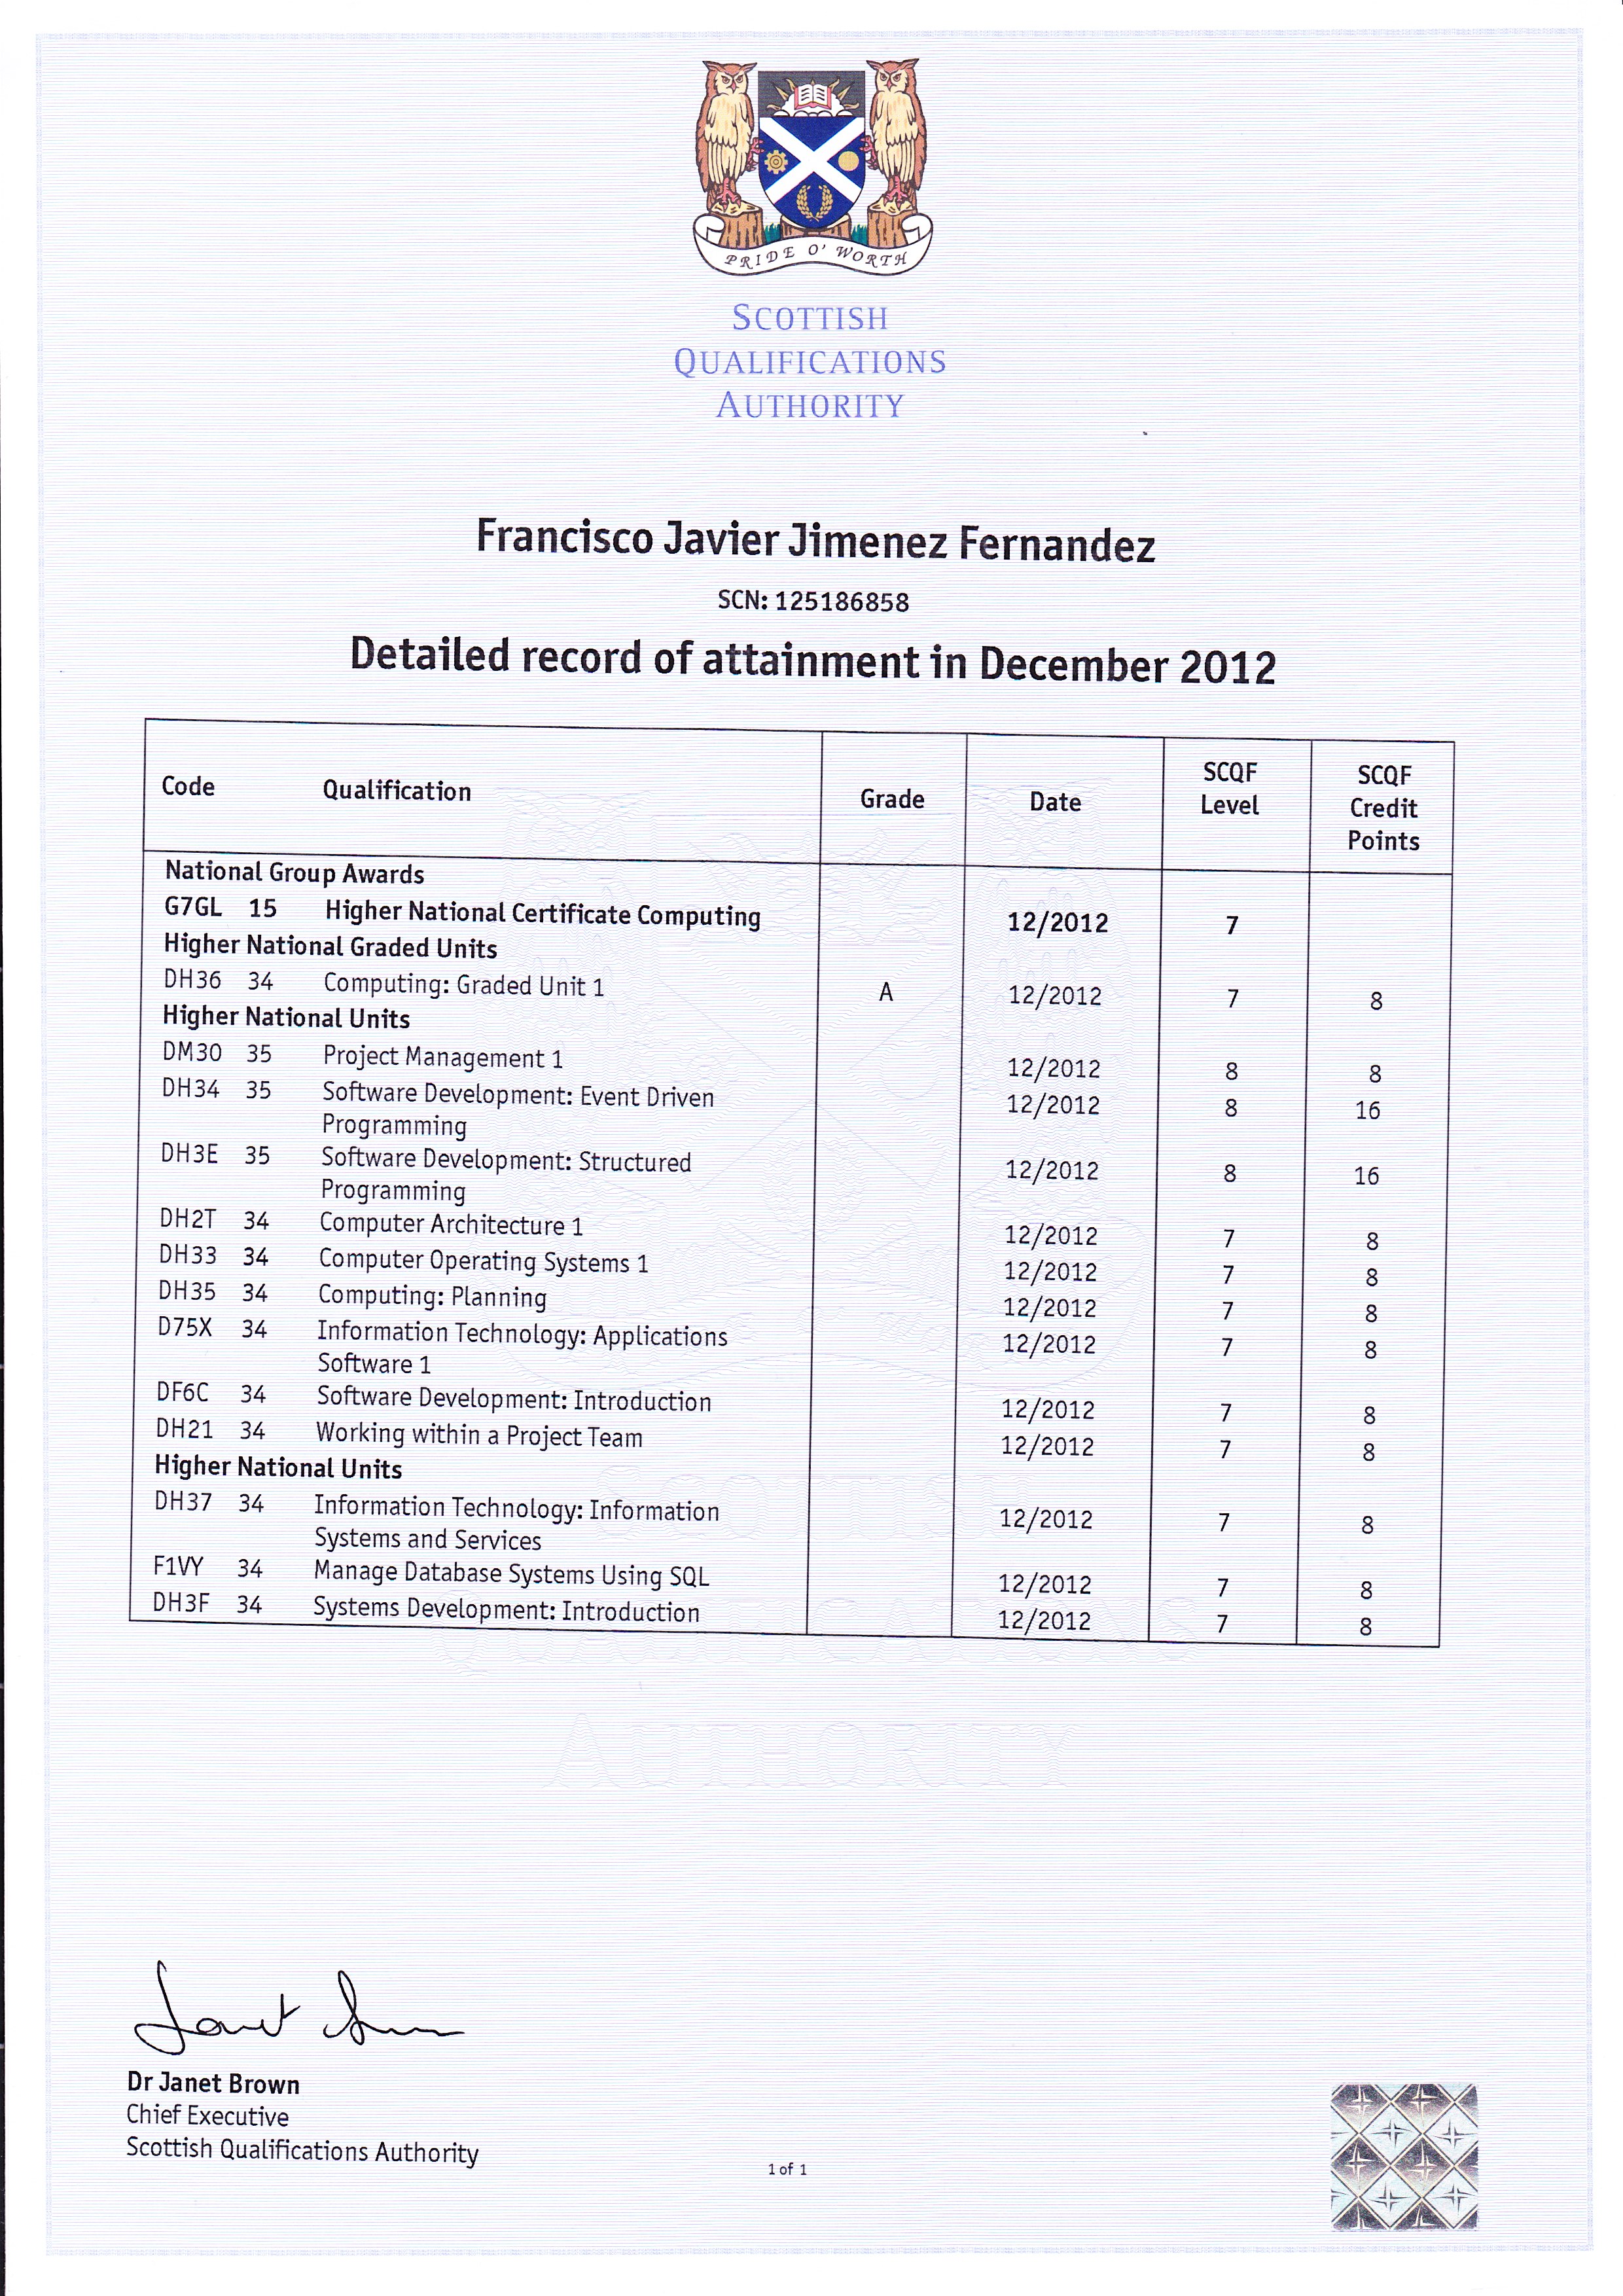 PRIDE O' WORTH
SCOTTISH
QUALIFICATIONS
AUTHORITY
Francisco Javier Jimenez Fernandez
SCN: 125186858
Detailed record of attainment in December 2012
Code Qualification Grade Date SCQF Level SCQF Credit Points
National Group Awards
G7GL 15 Higher National Certificate Computing 12/2012 7
Higher National Graded Units
DH36 34 Computing: Graded Unit 1 A 12/2012 7 8
Higher National Units
DM30 35 Project Management 1 12/2012 8 8
DH34 35 Software Development: Event Driven 12/2012 8 16
Programming
DH3E 35 Software Development: Structured 12/2012 8 16
Programming
DH2T 34 Computer Architecture 1 12/2012 7 8
DH33 34 Computer Operating Systems 1 12/2012 7 8
DH35 34 Computing: Planning 12/2012 7 8
D75X 34 Information Technology: Applications 12/2012 7 8
Software 1
DF6C 34 Software Development: Introduction 12/2012 7 8
DH21 34 Working within a Project Team 12/2012 7 8
Higher National Units
DH37 34 Information Technology: Information 12/2012 7 8
Systems and Services
F1VY 34 Manage Database Systems Using SQL 12/2012 7 8
DH3F 34 Systems Development: Introduction 12/2012 7 8
SCOTTISH
QUALIFICATIONS
AUTHORITY
Dr Janet Brown
Chief Executive
Scottish Qualifications Authority
1 of 1